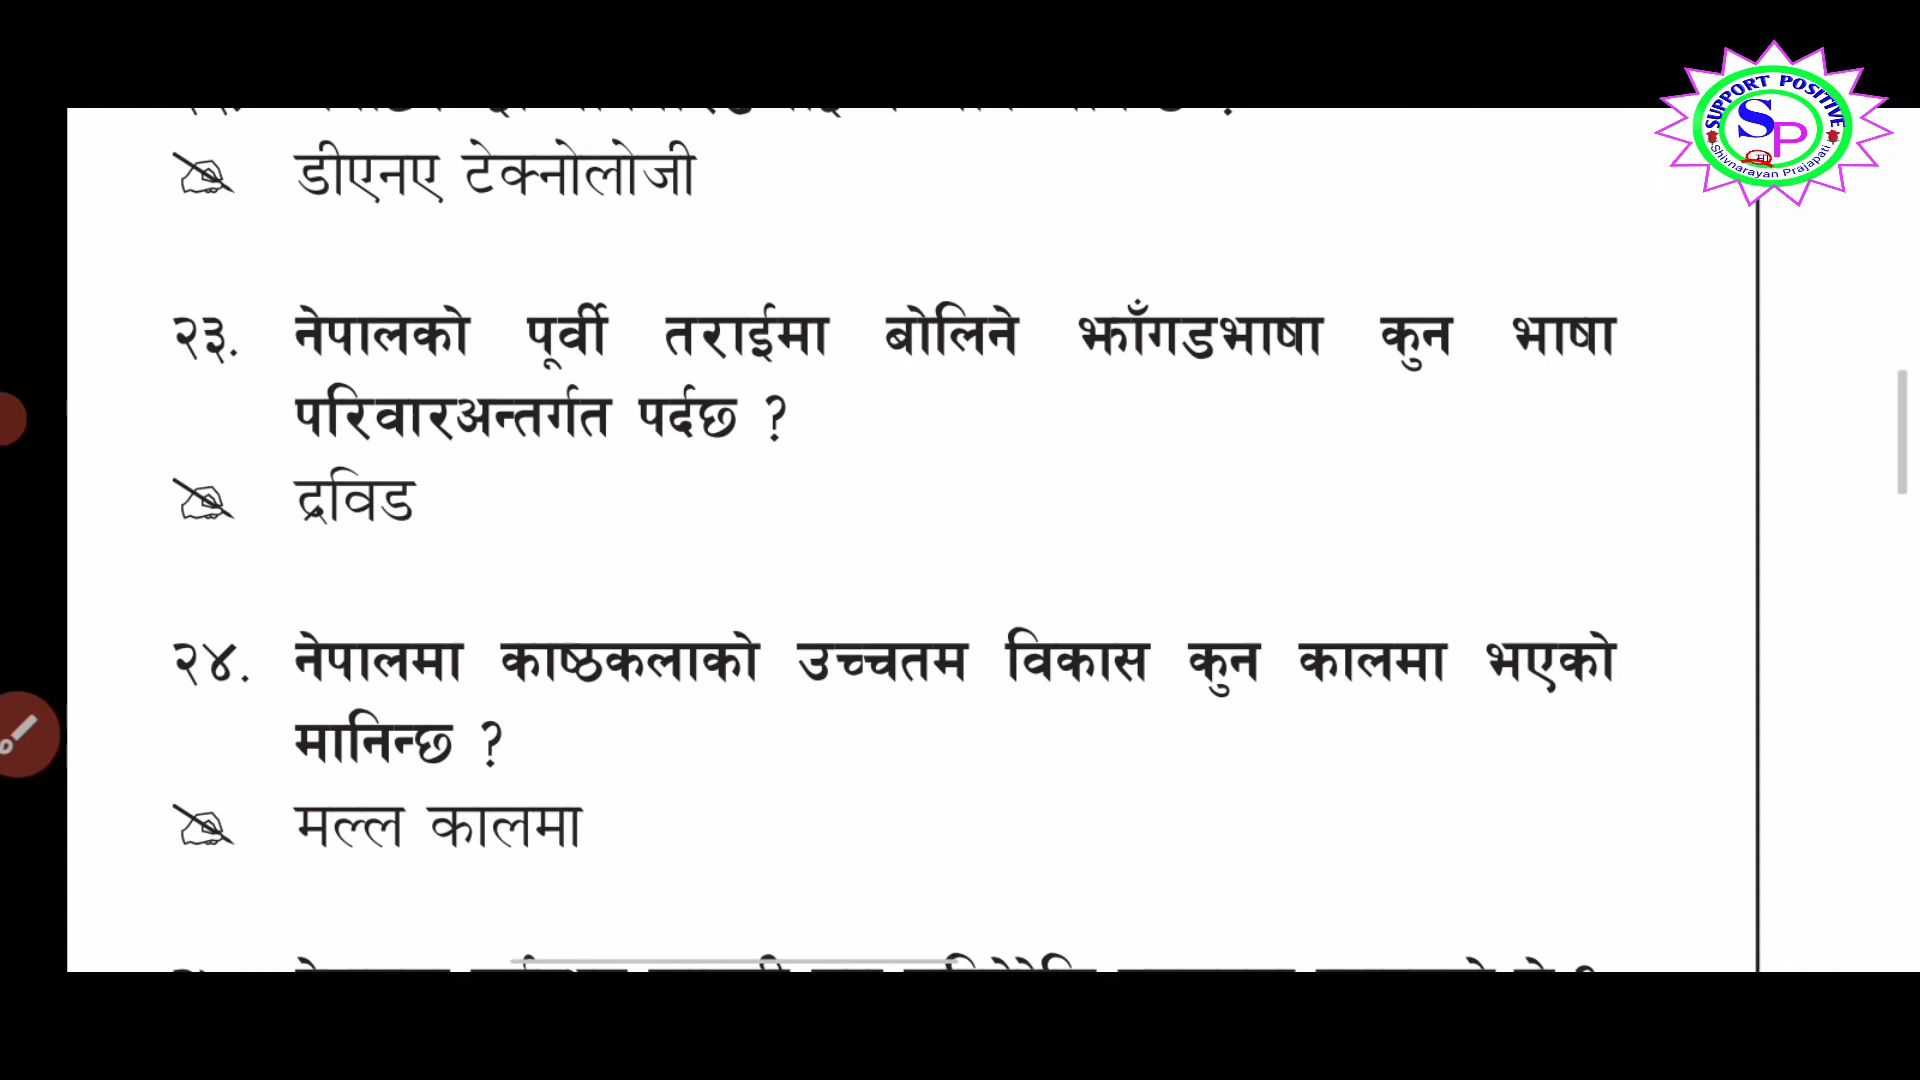 SUPPORT POSITIVE
SP
Shivnarayan Prajapati
डीएनए टेक्नोलोजी
२३. नेपालको पूर्वी तराईमा बोलिने झाँगडभाषा कुन भाषा
परिवारअन्तर्गत पर्दछ ?
द्रविड
२४. नेपालमा काष्ठकलाको उच्चतम विकास कुन कालमा भएको
मानिन्छ ?
मल्ल कालमा